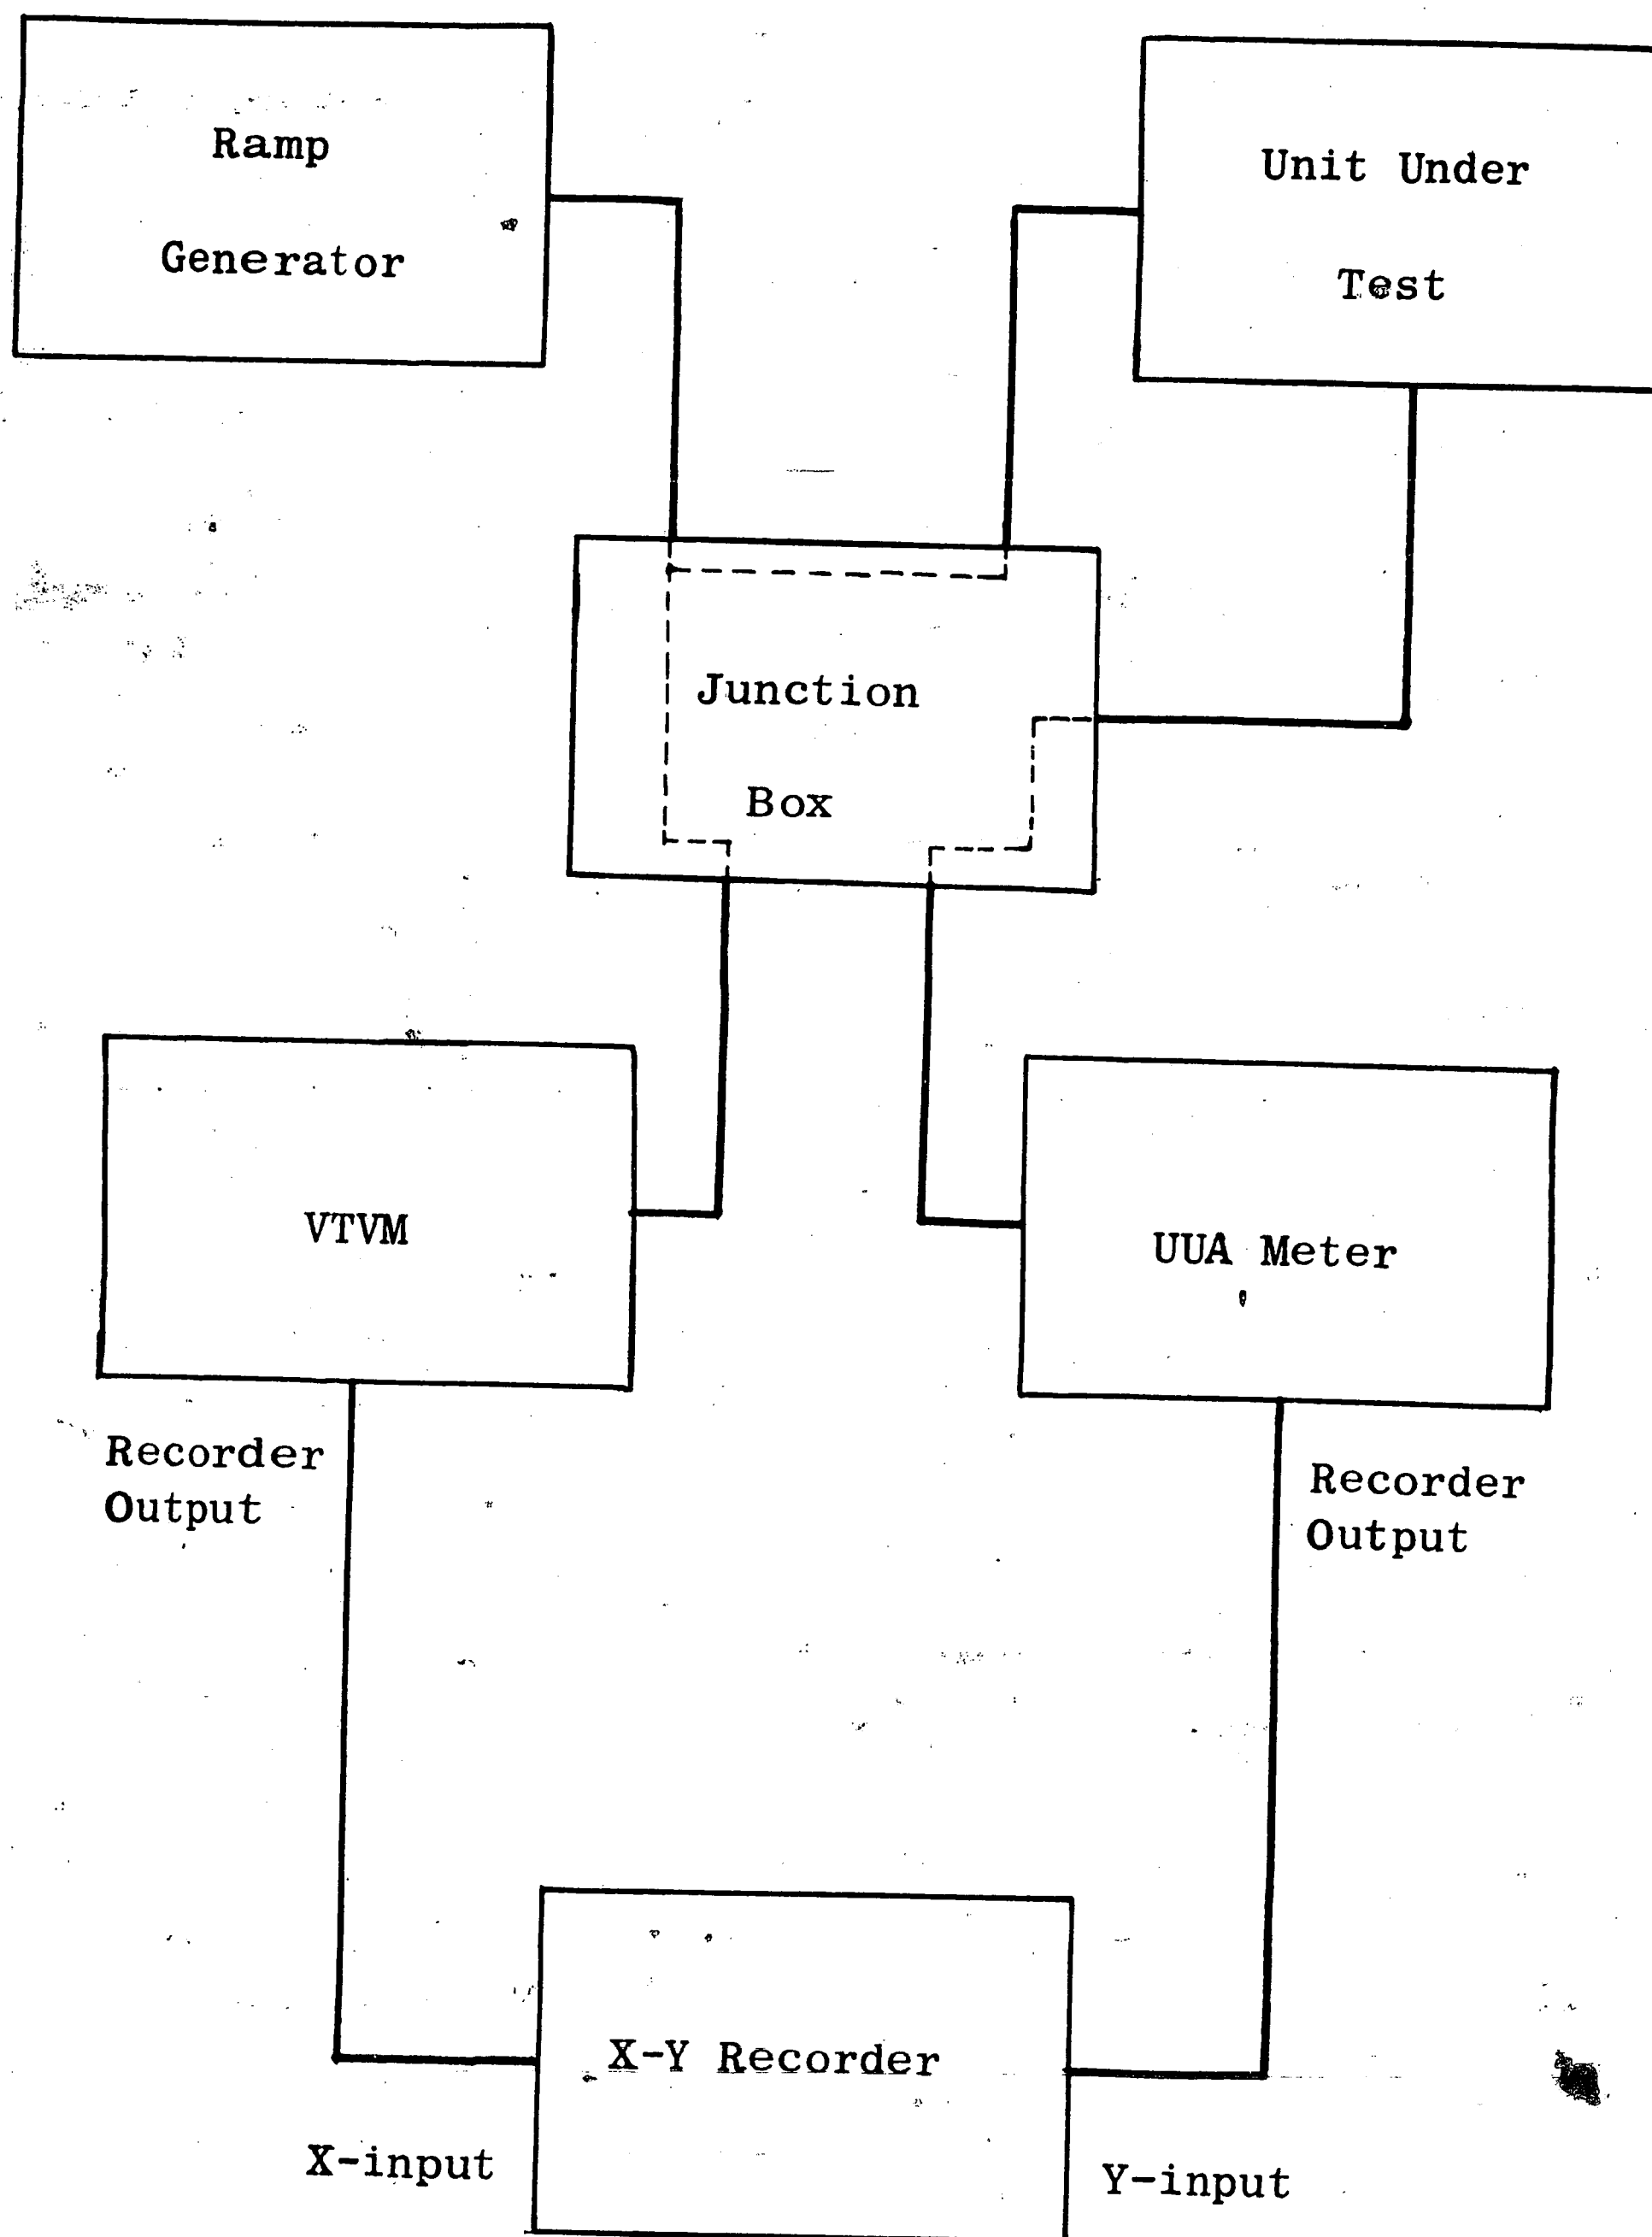 Ramp
Generator
Unit Under
Test
Junction
Box
VTVM
UUA Meter
Recorder
Output
Recorder
Output
X-Y Recorder
X-input
Y-input